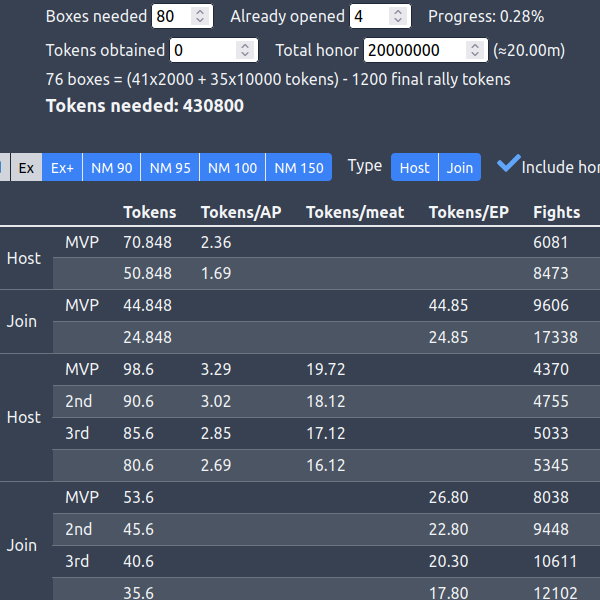 Boxes needed 80 Already opened 4 Progress: 0.28%
Tokens obtained 0 Total honor 20000000 (≈20.00m)
76 boxes = (41x2000 + 35x10000 tokens) - 1200 final rally tokens
Tokens needed: 430800
Ex Ex+ NM 90 NM 95 NM 100 NM 150 Type Host Join Include hon
Tokens Tokens/AP Tokens/meat Tokens/EP Fights
Host MVP 70.848 2.36 6081
50.848 1.69 8473
Join MVP 44.848 44.85 9606
24.848 24.85 17338
Host MVP 98.6 3.29 19.72 4370
2nd 90.6 3.02 18.12 4755
3rd 85.6 2.85 17.12 5033
80.6 2.69 16.12 5345
Join MVP 53.6 26.80 8038
2nd 45.6 22.80 9448
3rd 40.6 20.30 10611
35.6 17.80 12102